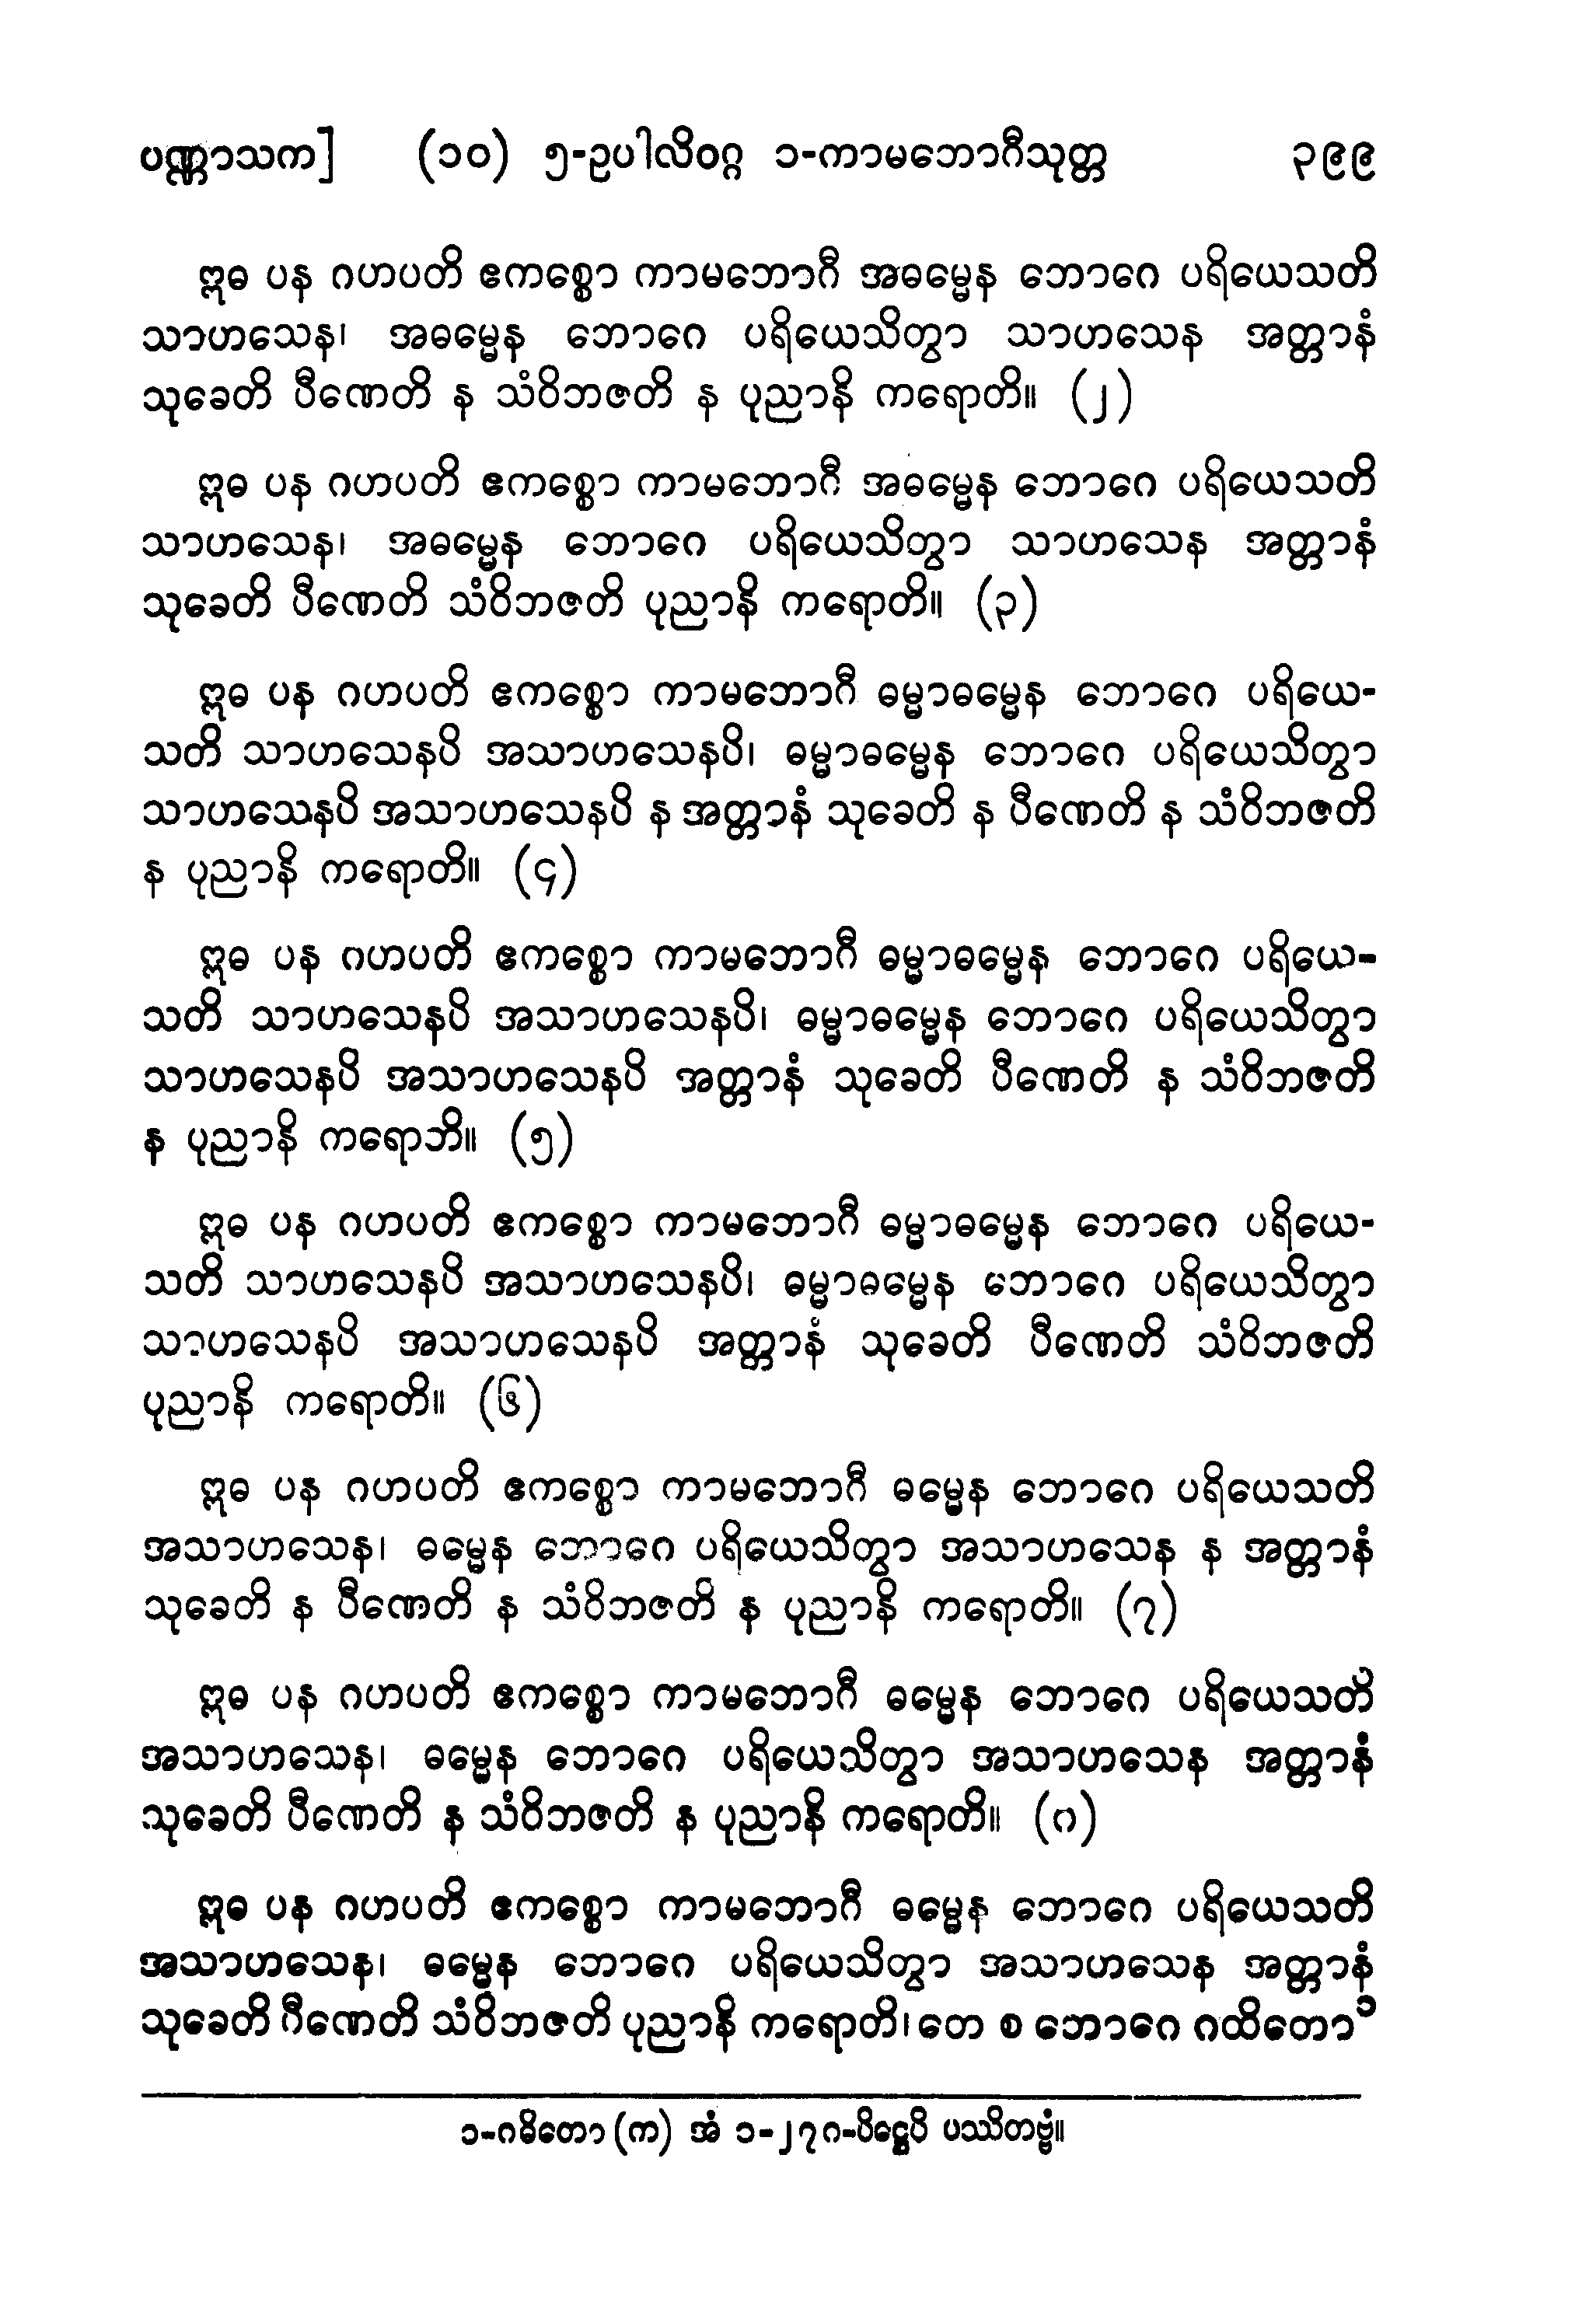 ပဏ္ဏာသက] (၁၀) ၅-ဥပါလိဝဂ္ဂ ၁-ကာမဘောဂီသုတ္တ ၃၉၉
ဣဓ ပန ဂဟပတိ ဧကစ္စော ကာမဘောဂီ အဓမ္မေန ဘောဂေ ပရိယေသတိ
သာဟသေန၊ အဓမ္မေန ဘောဂေ ပရိယေသိတွာ သာဟသေန အတ္တာနံ
သုခေတိ ပီဏေတိ န သံဝိဘဇတိ န ပုညာနိ ကရောတိ။ (၂)
ဣဓ ပန ဂဟပတိ ဧကစ္စော ကာမဘောဂီ အဓမ္မေန ဘောဂေ ပရိယေသတိ
သာဟသေန၊ အဓမ္မေန ဘောဂေ ပရိယေသိတွာ သာဟသေန အတ္တာနံ
သုခေတိ ပီဏေတိ သံဝိဘဇတိ ပုညာနိ ကရောတိ။ (၃)
ဣဓ ပန ဂဟပတိ ဧကစ္စော ကာမဘောဂီ ဓမ္မာဓမ္မေန ဘောဂေ ပရိယေ-
သတိ သာဟသေနပိ အသာဟသေနပိ၊ ဓမ္မာဓမ္မေန ဘောဂေ ပရိယေသိတွာ
သာဟသေနပိ အသာဟသေနပိ န အတ္တာနံ သုခေတိ န ပီဏေတိ န သံဝိဘဇတိ
န ပုညာနိ ကရောတိ။ (၄)
ဣဓ ပန ဂဟပတိ ဧကစ္စော ကာမဘောဂီ ဓမ္မာဓမ္မေန ဘောဂေ ပရိယေ-
သတိ သာဟသေနပိ အသာဟသေနပိ၊ ဓမ္မာဓမ္မေန ဘောဂေ ပရိယေသိတွာ
သာဟသေနပိ အသာဟသေနပိ အတ္တာနံ သုခေတိ ပီဏေတိ န သံဝိဘဇတိ
န ပုညာနိ ကရောဘိ။ (၅)
ဣဓ ပန ဂဟပတိ ဧကစ္စော ကာမဘောဂီ ဓမ္မာဓမ္မေန ဘောဂေ ပရိယေ-
သတိ သာဟသေနပိ အသာဟသေနပိ၊ ဓမ္မာဓမ္မေန ဘောဂေ ပရိယေသိတွာ
သာဟသေနပိ အသာဟသေနပိ အတ္တာနံ သုခေတိ ပီဏေတိ သံဝိဘဇတိ
ပုညာနိ ကရောတိ။ (၆)
ဣဓ ပန ဂဟပတိ ဧကစ္စော ကာမဘောဂီ ဓမ္မေန ဘောဂေ ပရိယေသတိ
အသာဟသေန၊ ဓမ္မေန ဘောဂေ ပရိယေသိတွာ အသာဟသေန န အတ္တာနံ
သုခေတိ န ပီဏေတိ န သံဝိဘဇတိ န ပုညာနိ ကရောတိ။ (၇)
ဣဓ ပန ဂဟပတိ ဧကစ္စော ကာမဘောဂီ ဓမ္မေန ဘောဂေ ပရိယေသတိ
အသာဟသေန၊ ဓမ္မေန ဘောဂေ ပရိယေသိတွာ အသာဟသေန အတ္တာနံ
သုခေတိ ပီဏေတိ န သံဝိဘဇတိ န ပုညာနိ ကရောတိ။ (၈)
ဣဓ ပန ဂဟပတိ ဧကစ္စော ကာမဘောဂီ ဓမ္မေန ဘောဂေ ပရိယေသတိ
အသာဟသေန၊ ဓမ္မေန ဘောဂေ ပရိယေသိတွာ အသာဟသေန အတ္တာနံ
သုခေတိ ဂီဏေတိ သံဝိဘဇတိ ပုညာနိ ကရောတိ၊ တေ စ ဘောဂေ ဂထိတော၁
၁-ဂဓိတော (က) အံ ၁-၂၇၈-ပိဋ္ဌေပိ ပဿိတဗ္ဗံ။